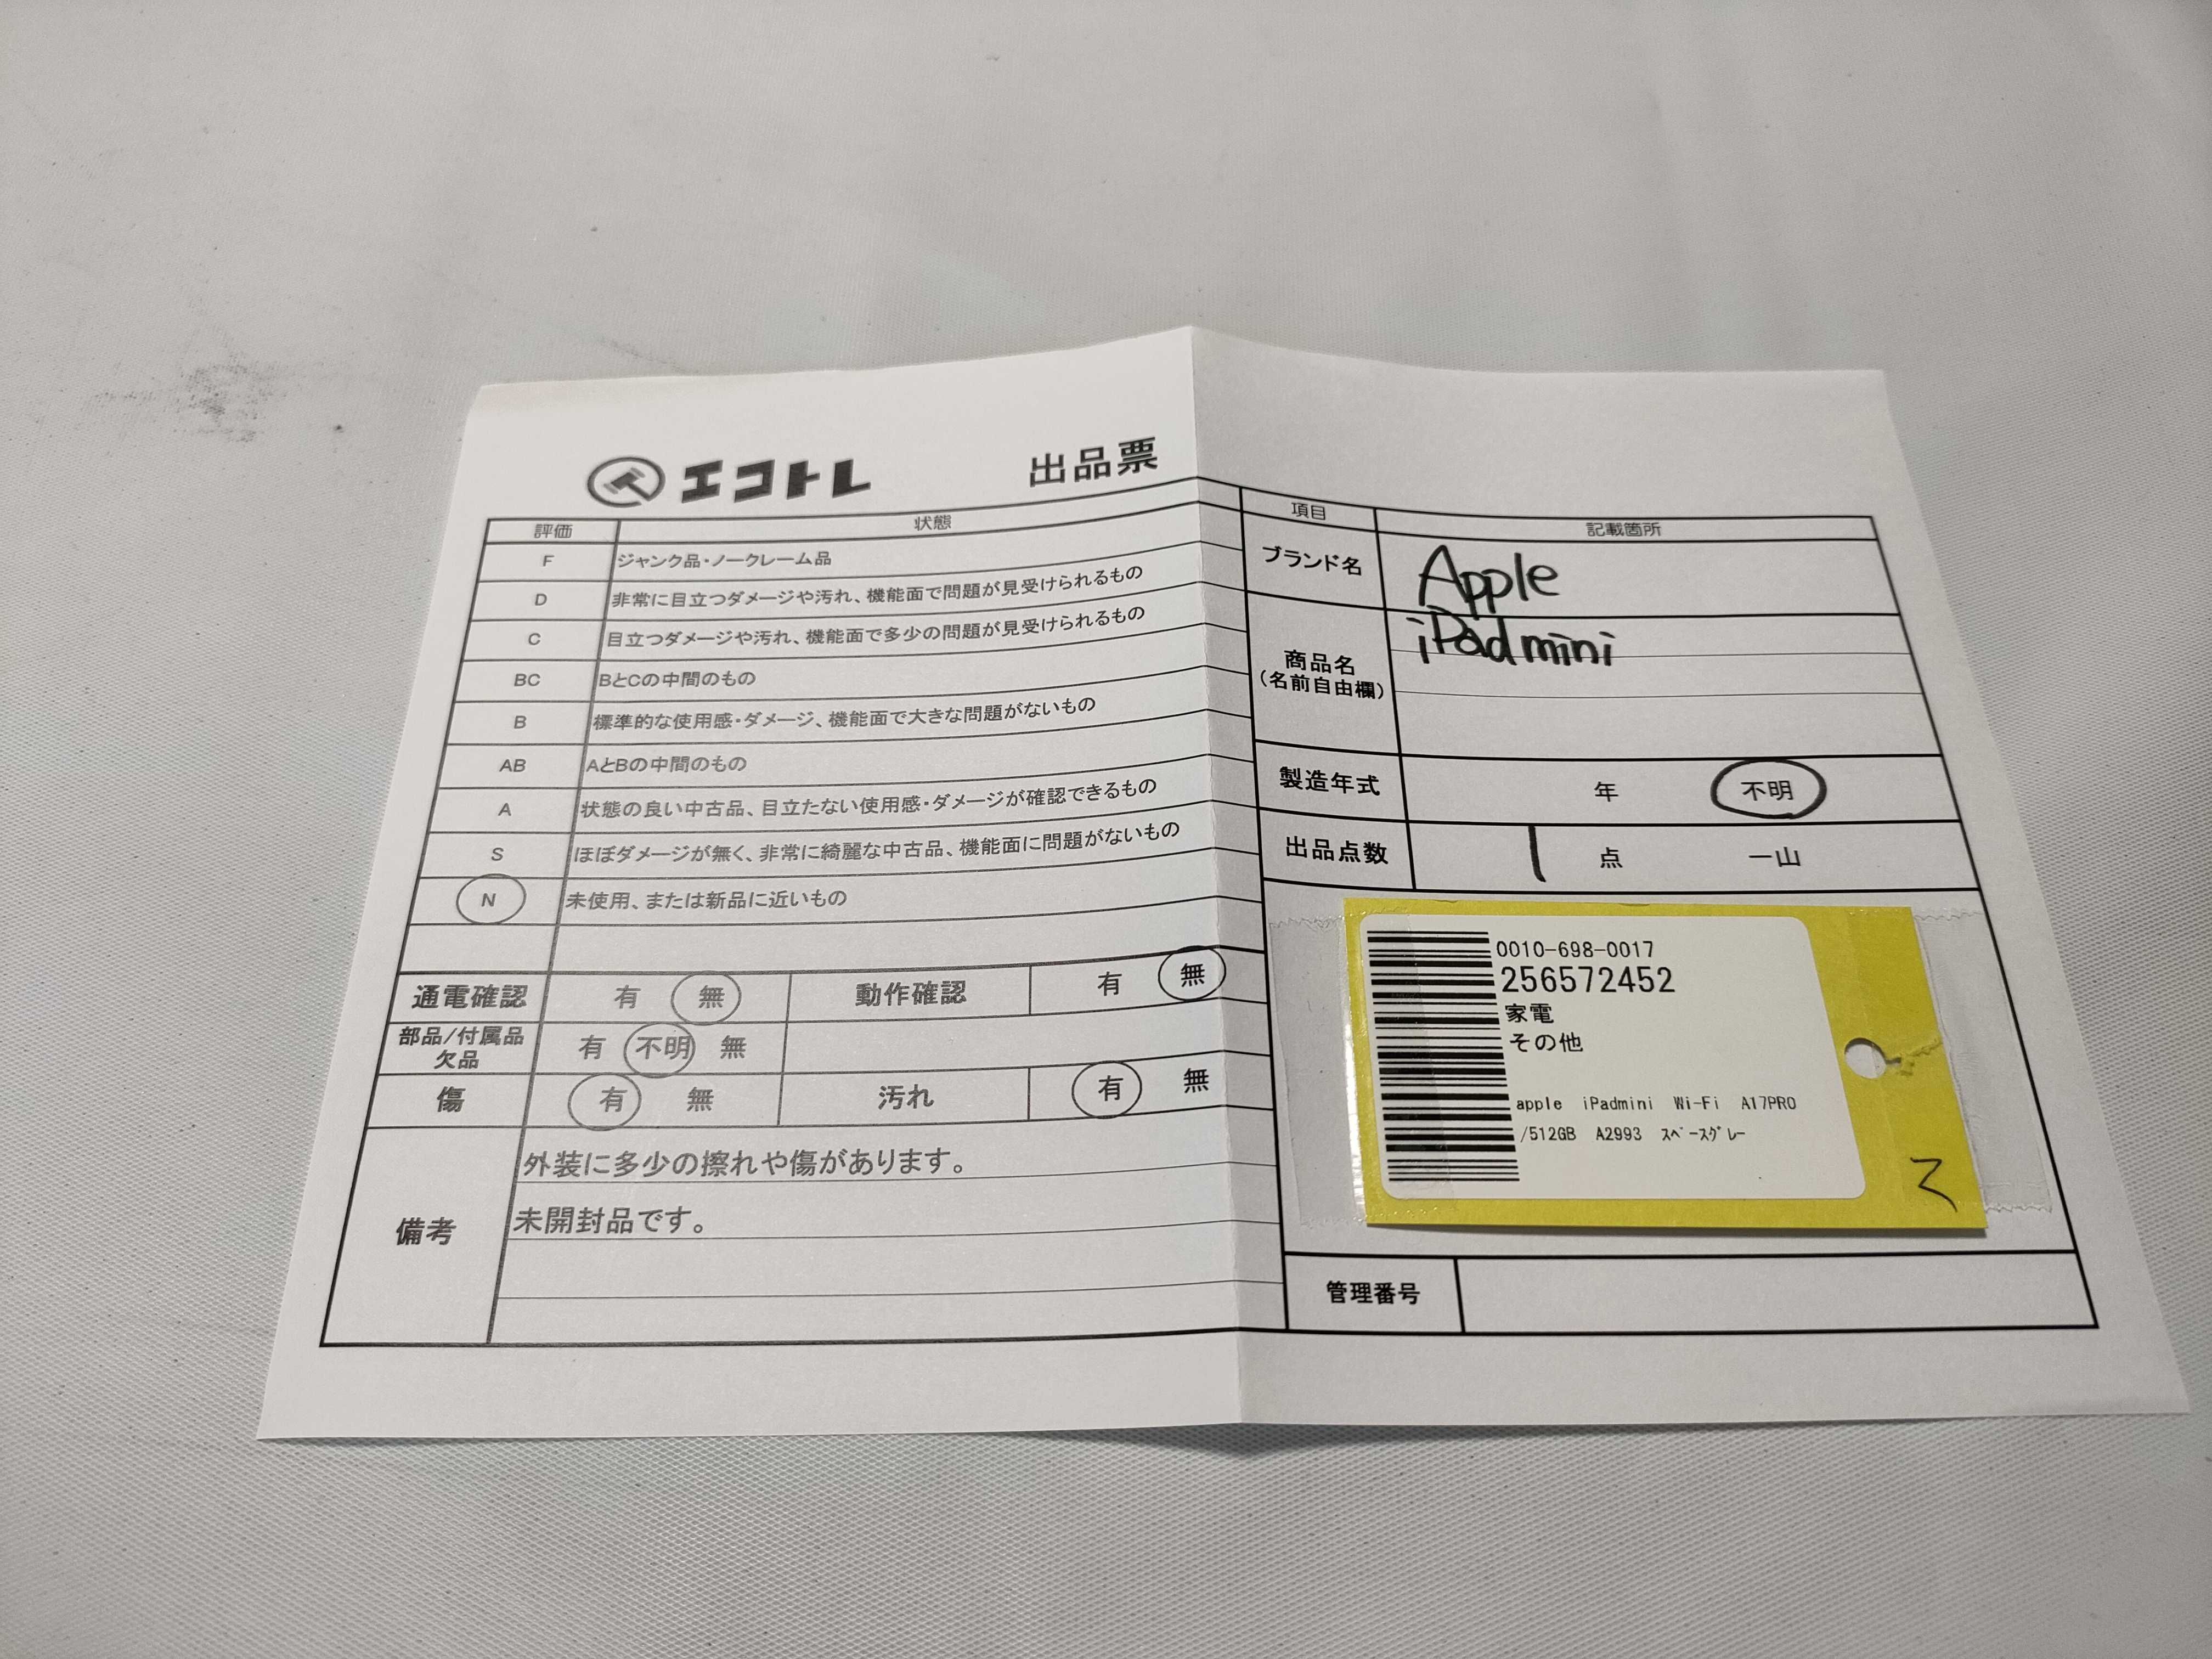 エコトレ 出品票
評価 状態
F ジャンク品・ノークレーム品
D 非常に目立つダメージや汚れ、機能面で問題が見受けられるもの
C 目立つダメージや汚れ、機能面で多少の問題が見受けられるもの
BC BとCの中間のもの
B 標準的な使用感・ダメージ、機能面で大きな問題がないもの
AB AとBの中間のもの
A 状態の良い中古品、目立たない使用感・ダメージが確認できるもの
S ほぼダメージが無く、非常に綺麗な中古品、機能面に問題がないもの
N 未使用、または新品に近いもの
通電確認 有 無 動作確認 有 無
部品/付属品
欠品 有 不明 無
傷 有 無 汚れ 有 無
備考
外装に多少の擦れや傷があります。
未開封品です。
項目 記載箇所
ブランド名 Apple
商品名
(名前自由欄)
iPad mini
製造年式 年 不明
出品点数 1 点 一山
0010-698-0017
256572452
家電
その他
apple iPadmini Wi-Fi A17PRO
/512GB A2993 ｽﾍﾟｰｽｸﾞﾚｰ
管理番号